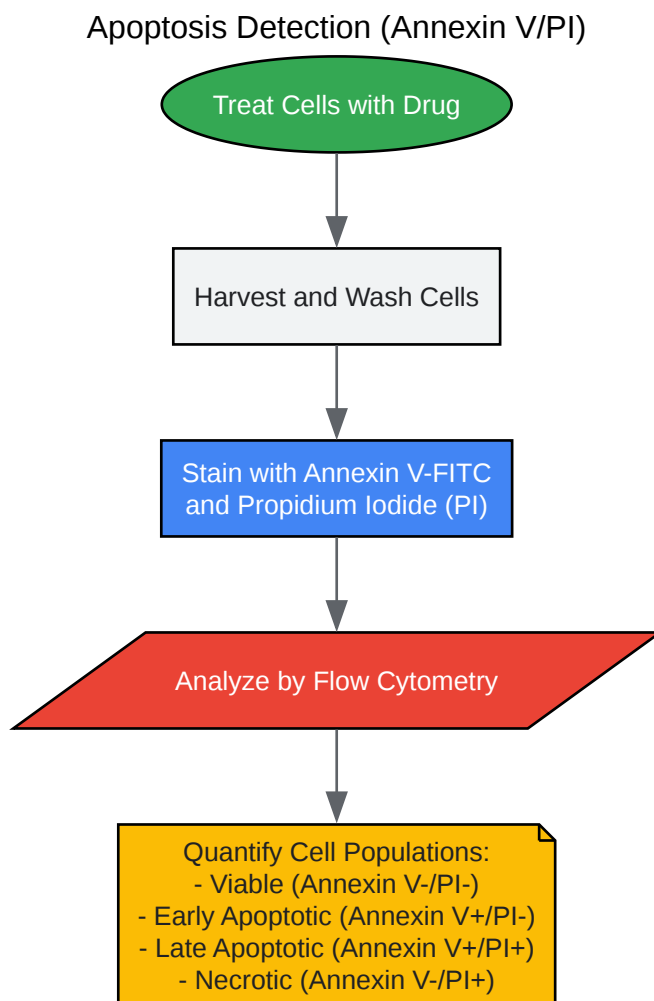 Apoptosis Detection (Annexin V/PI)
Treat Cells with Drug
Harvest and Wash Cells
Stain with Annexin V-FITC
and Propidium Iodide (PI)
Analyze by Flow Cytometry
Quantify Cell Populations:
- Viable (Annexin V-/PI-)
- Early Apoptotic (Annexin V+/PI-)
- Late Apoptotic (Annexin V+/PI+)
- Necrotic (Annexin V-/PI+)